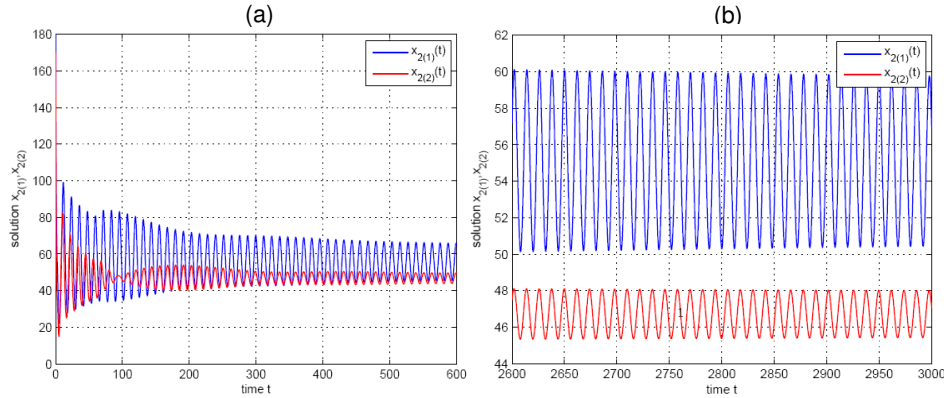 (a)
(b)
solution x2(1),x2(2)
180
160
140
120
100
80
60
40
20
0
0 100 200 300 400 500 600
time t
x2(1)(t)
x2(2)(t)
solution x2(1),x2(2)
62
60
58
56
54
52
50
48
46
44
2600 2650 2700 2750 2800 2850 2900 2950 3000
time t
x2(1)(t)
x2(2)(t)
1